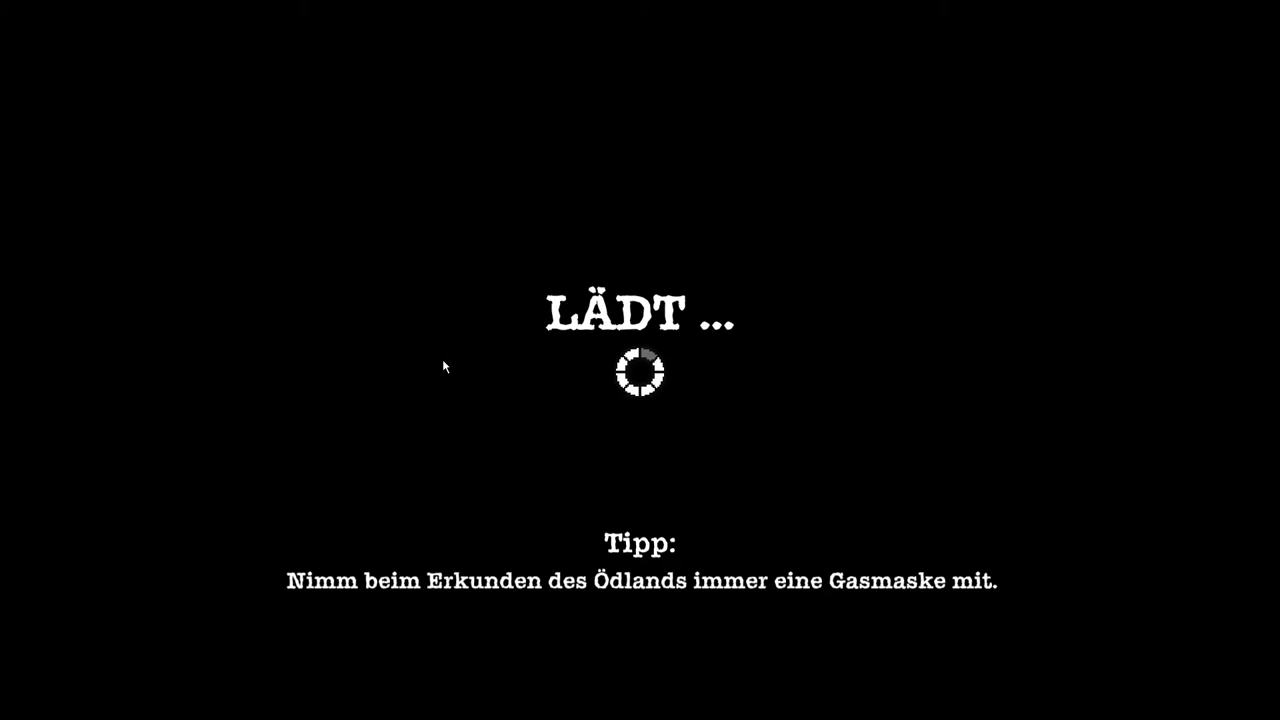 LÄDT ...
Tipp:
Nimm beim Erkunden des Ödlands immer eine Gasmaske mit.